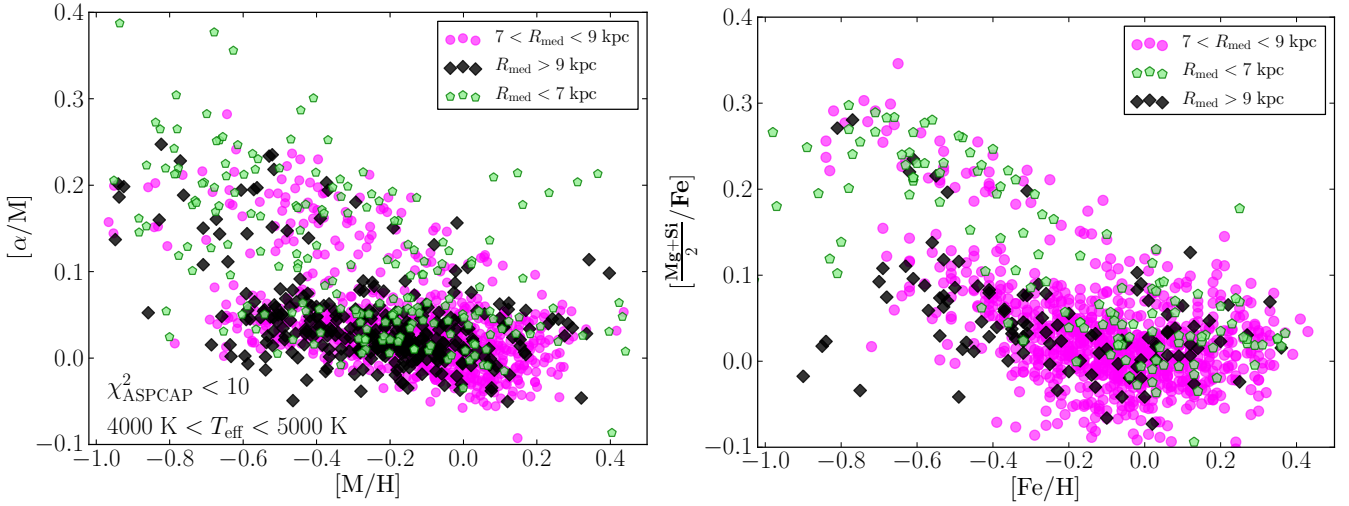 0.4
0.3
0.2
0.1
0.0
−0.1
[α/M]
7 < R_med < 9 kpc
R_med > 9 kpc
R_med < 7 kpc
χ²_ASPCAP < 10
4000 K < T_eff < 5000 K
−1.0 −0.8 −0.6 −0.4 −0.2 0.0 0.2 0.4
[M/H]
0.4
0.3
0.2
0.1
0.0
−0.1
[Mg+Si/2/Fe]
7 < R_med < 9 kpc
R_med < 7 kpc
R_med > 9 kpc
−1.0 −0.8 −0.6 −0.4 −0.2 0.0 0.2 0.4
[Fe/H]